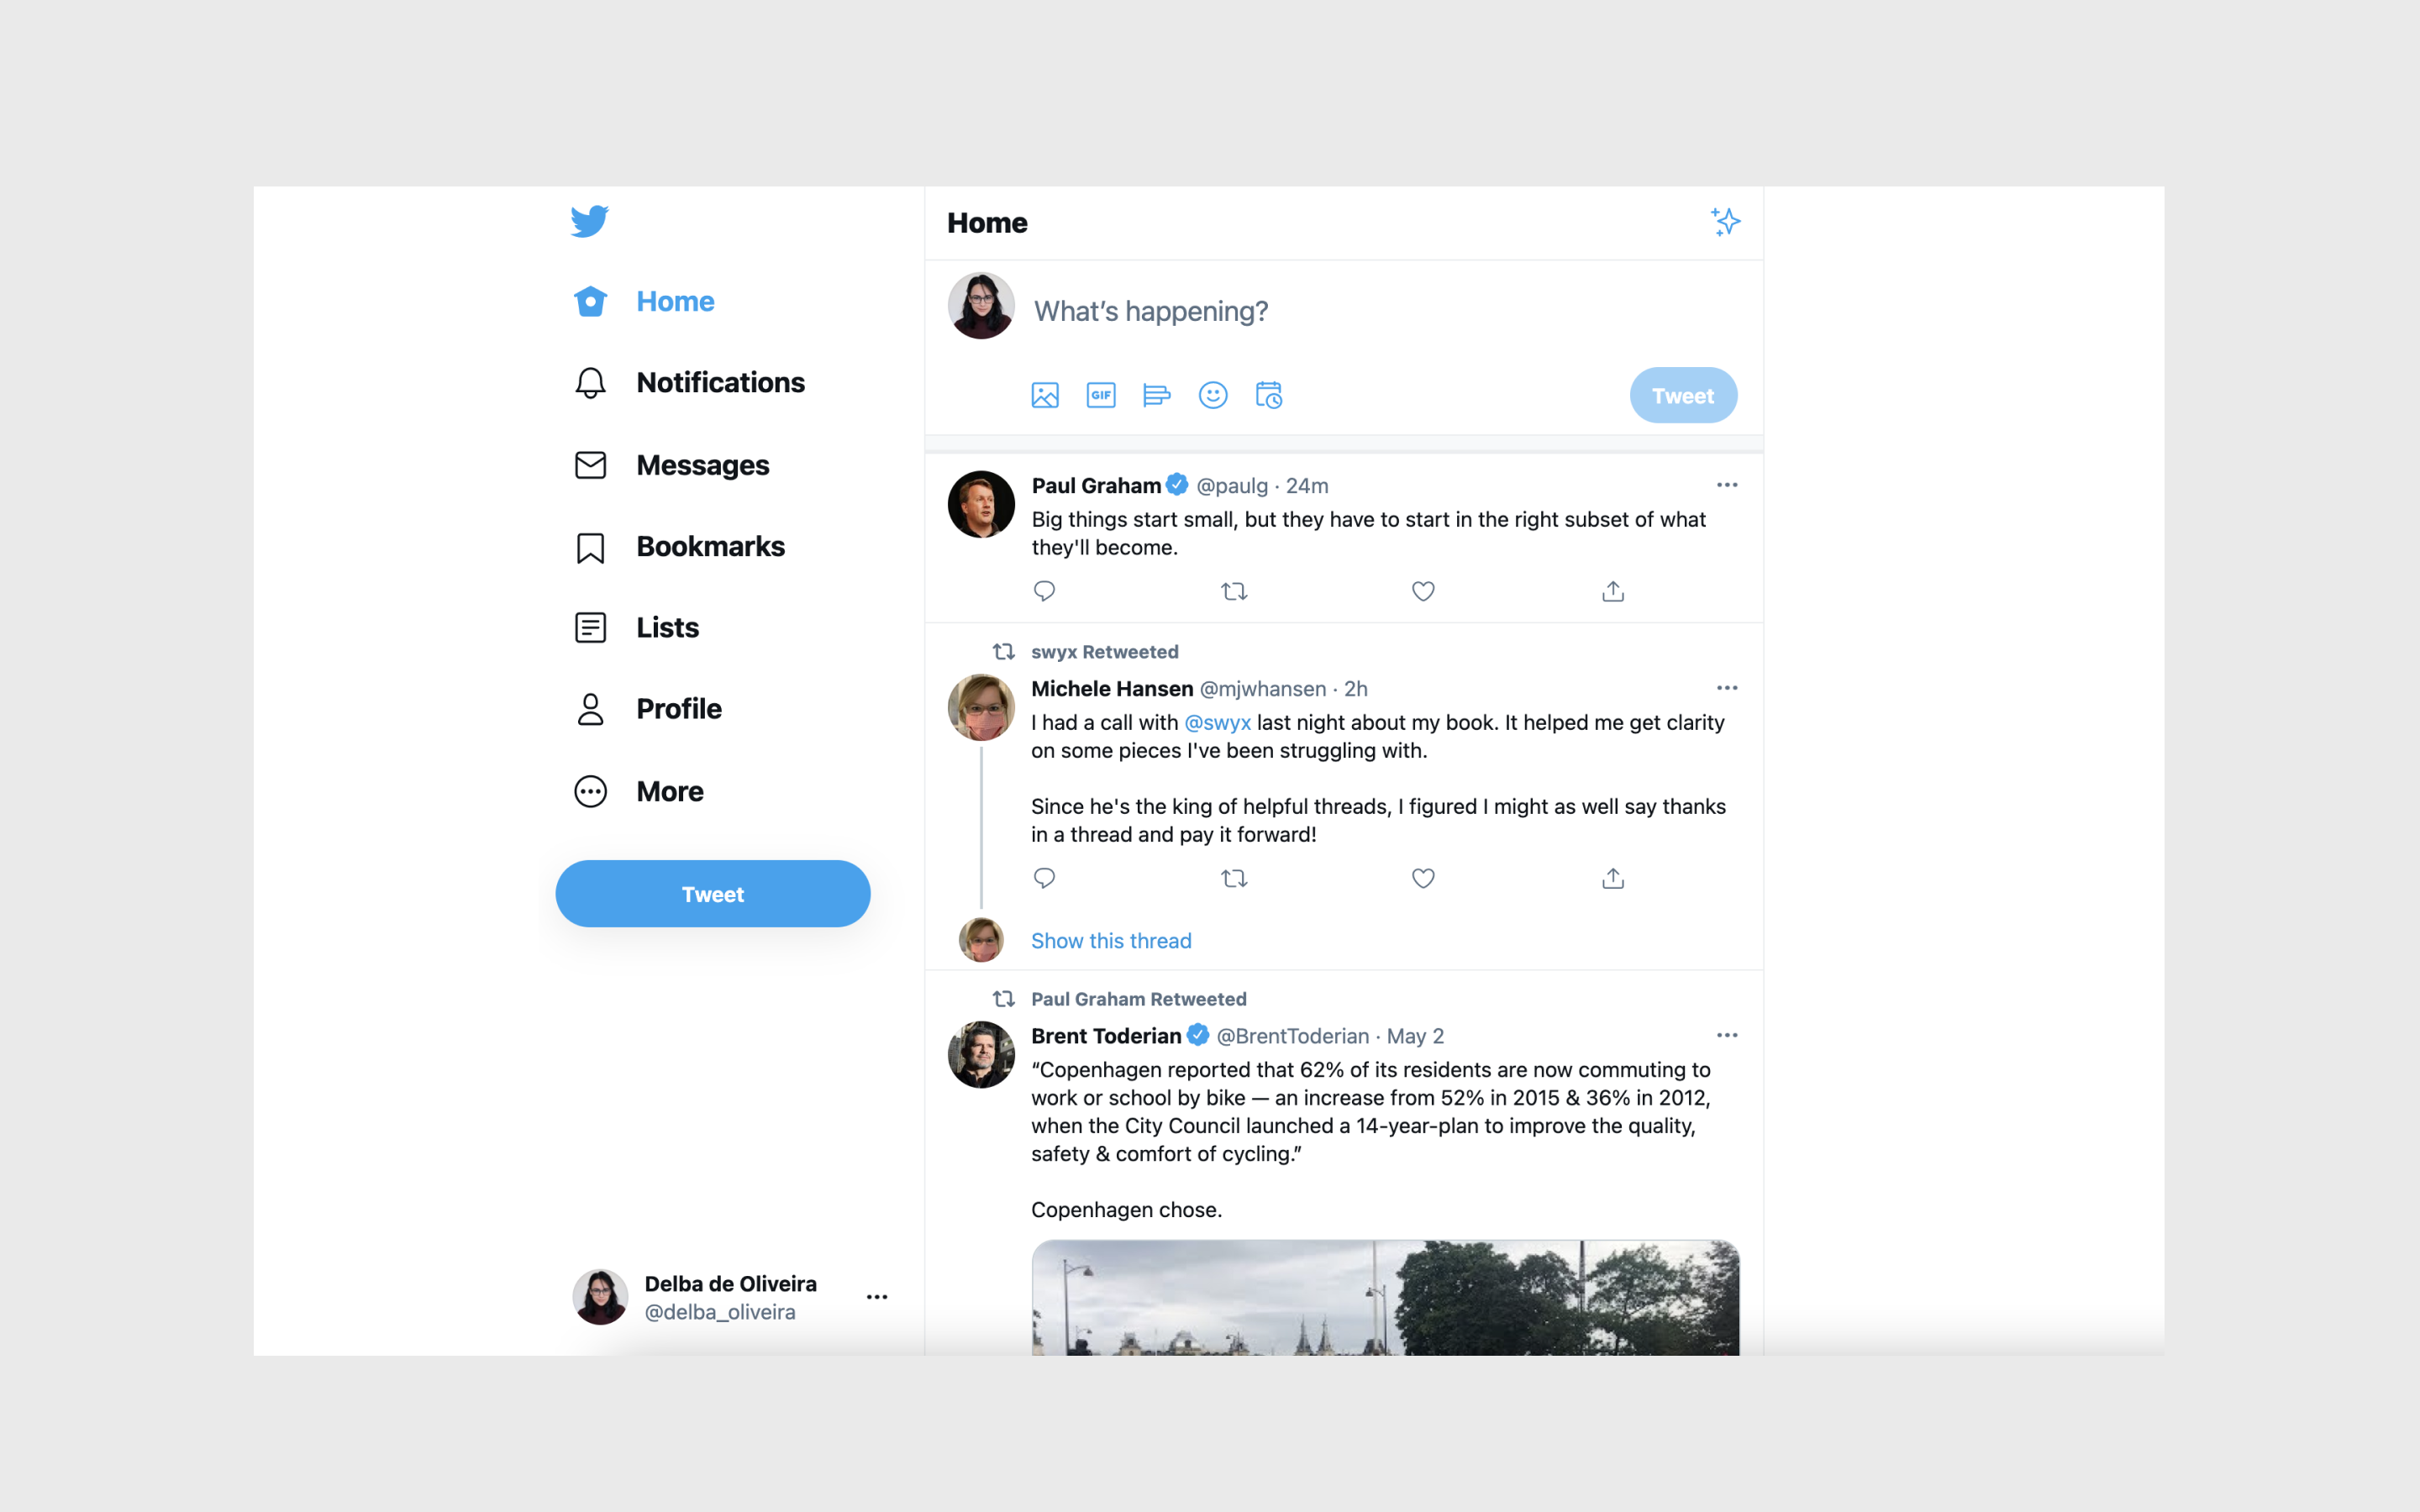 Home
Notifications
Messages
Bookmarks
Lists
Profile
More
Tweet
Delba de Oliveira
@delba_oliveira
Home
What’s happening?
GIF
Tweet
Paul Graham @paulg · 24m
Big things start small, but they have to start in the right subset of what
they'll become.
swyx Retweeted
Michele Hansen @mjwhansen · 2h
I had a call with @swyx last night about my book. It helped me get clarity
on some pieces I've been struggling with.
Since he's the king of helpful threads, I figured I might as well say thanks
in a thread and pay it forward!
Show this thread
Paul Graham Retweeted
Brent Toderian @BrentToderian · May 2
“Copenhagen reported that 62% of its residents are now commuting to
work or school by bike — an increase from 52% in 2015 & 36% in 2012,
when the City Council launched a 14-year-plan to improve the quality,
safety & comfort of cycling.”
Copenhagen chose.